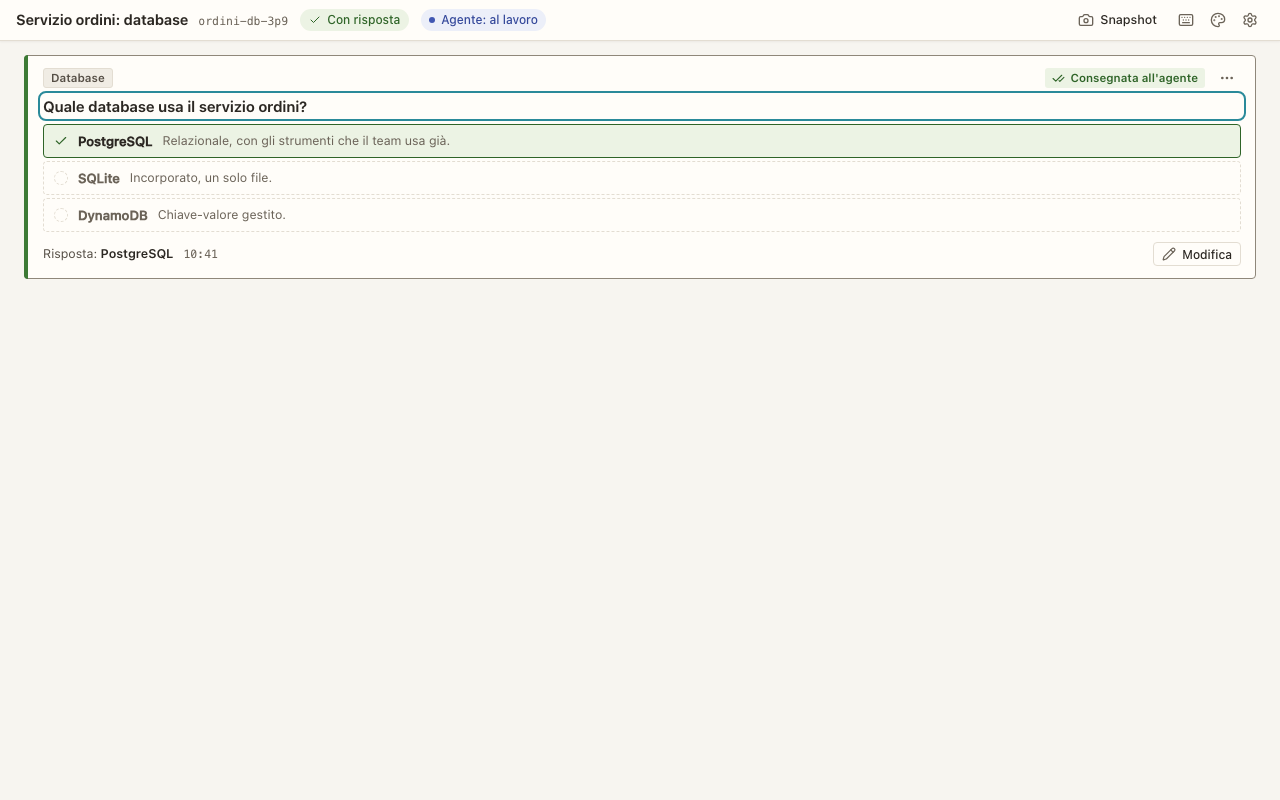 Servizio ordini: database ordini-db-3p9 Con risposta Agente: al lavoro Snapshot
Database Consegnata all'agente
Quale database usa il servizio ordini?
PostgreSQL Relazionale, con gli strumenti che il team usa già.
SQLite Incorporato, un solo file.
DynamoDB Chiave-valore gestito.
Risposta: PostgreSQL 10:41 Modifica